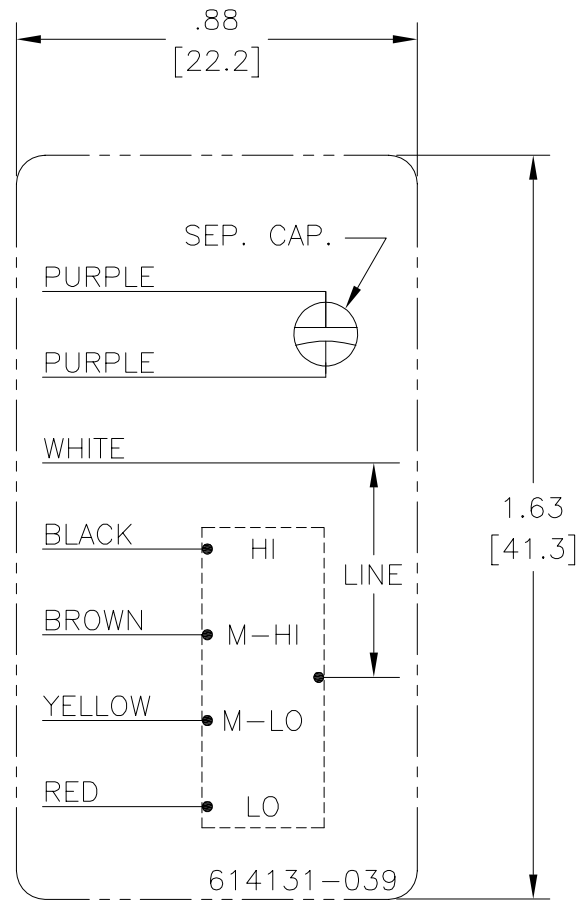 .88
[22.2]
SEP. CAP.
PURPLE
PURPLE
WHITE
BLACK
HI
LINE
1.63
[41.3]
BROWN
M-HI
YELLOW
M-LO
RED
LO
614131-039